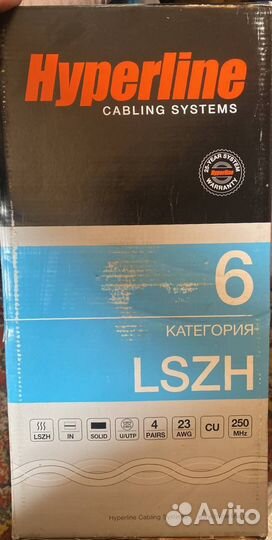 Hyperline
CABLING SYSTEMS
25-YEAR SYSTEM
Hyperline
WARRANTY
6
КАТЕГОРИЯ
LSZH
LSZH
IN
SOLID
U/UTP
4
PAIRS
23
AWG
CU
250
MHz
Hyperline Cabling
Avito